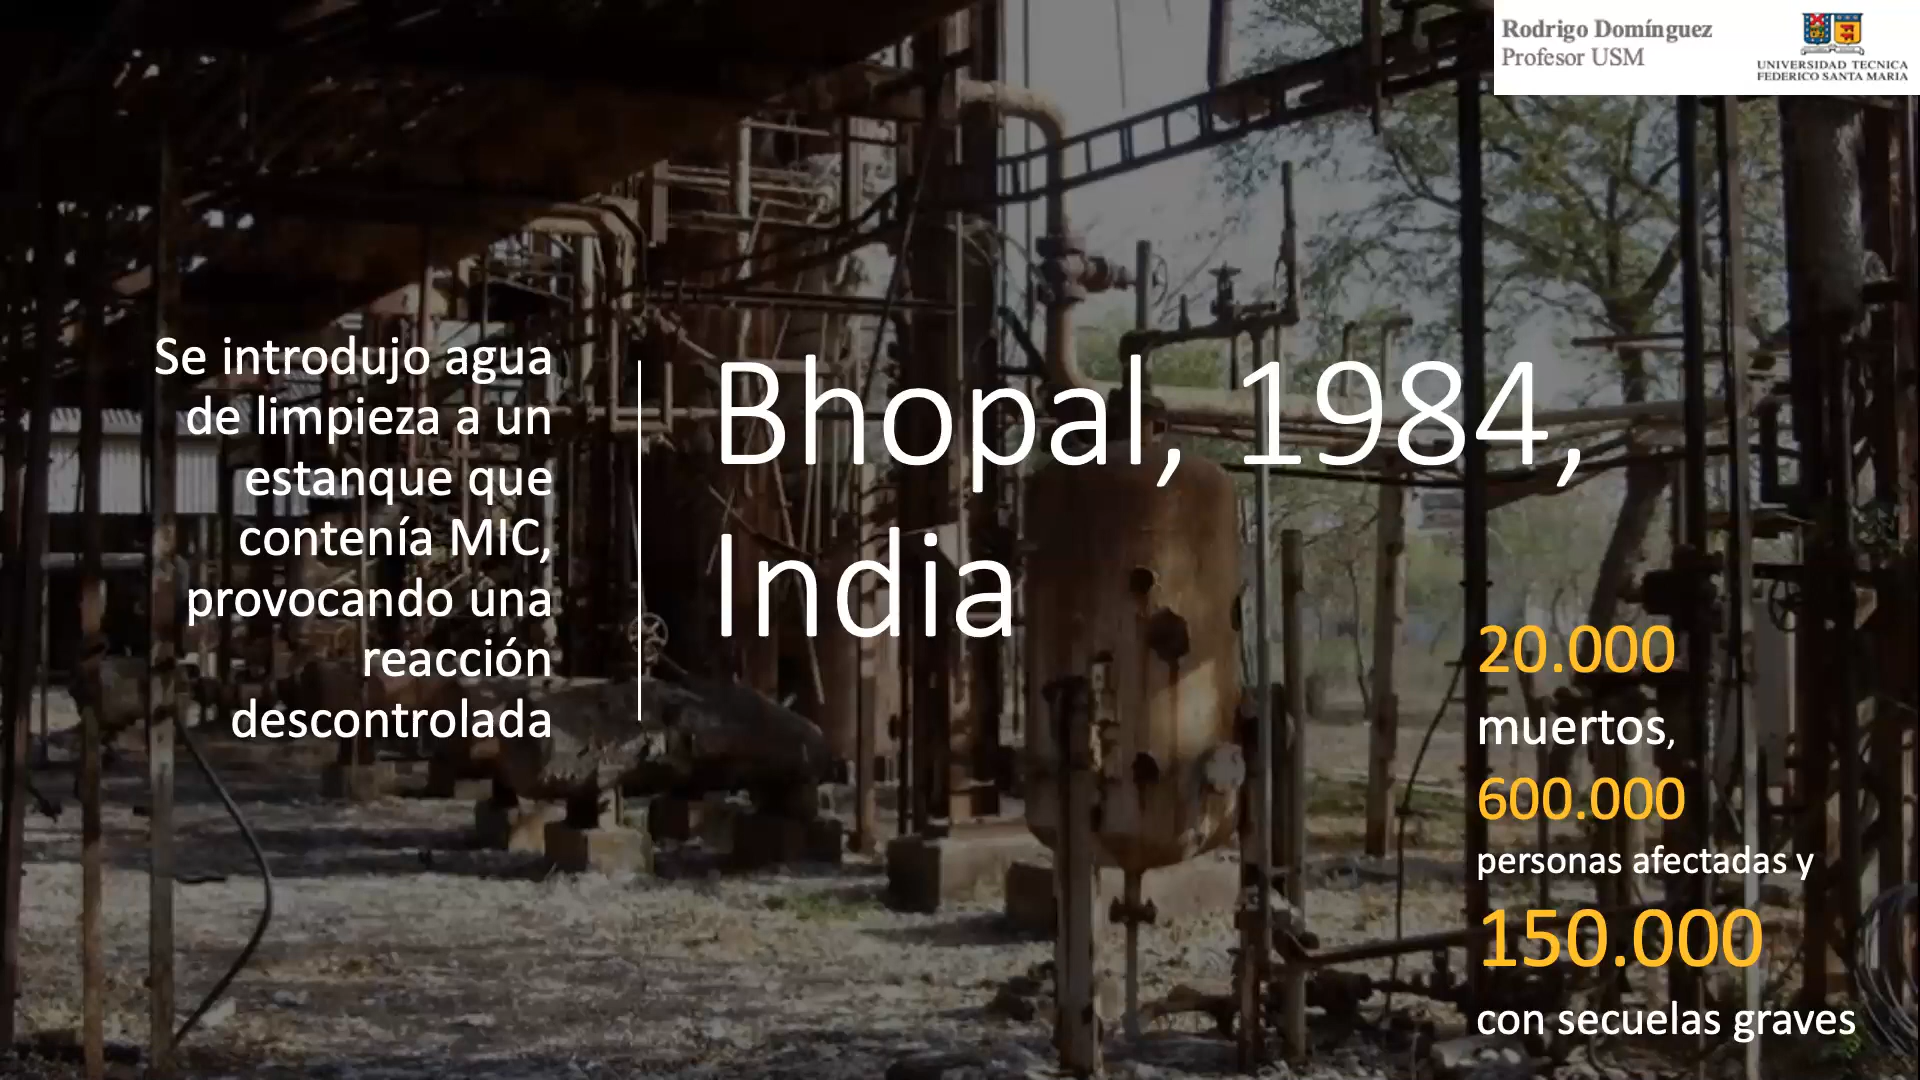 Rodrigo Domínguez
Profesor USM
UNIVERSIDAD TECNICA
FEDERICO SANTA MARIA
Se introdujo agua
de limpieza a un
estanque que
contenía MIC,
provocando una
reacción
descontrolada
Bhopal, 1984,
India
20.000
muertos,
600.000
personas afectadas y
150.000
con secuelas graves